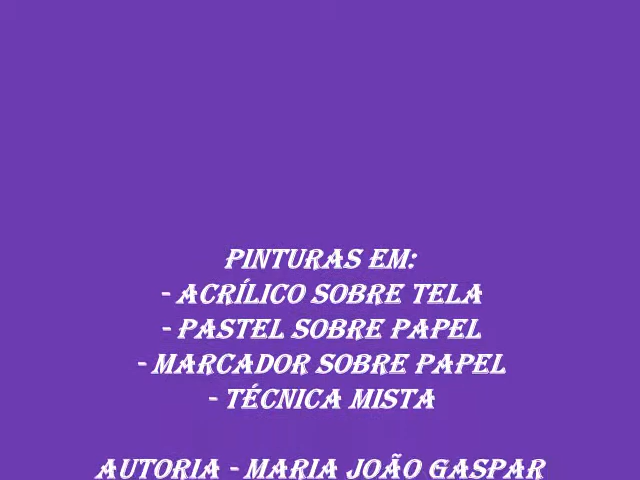 PINTURAS EM:
- ACRÍLICO SOBRE TELA
- PASTEL SOBRE PAPEL
- MARCADOR SOBRE PAPEL
- TÉCNICA MISTA
AUTORIA - MARIA JOÃO GASPAR